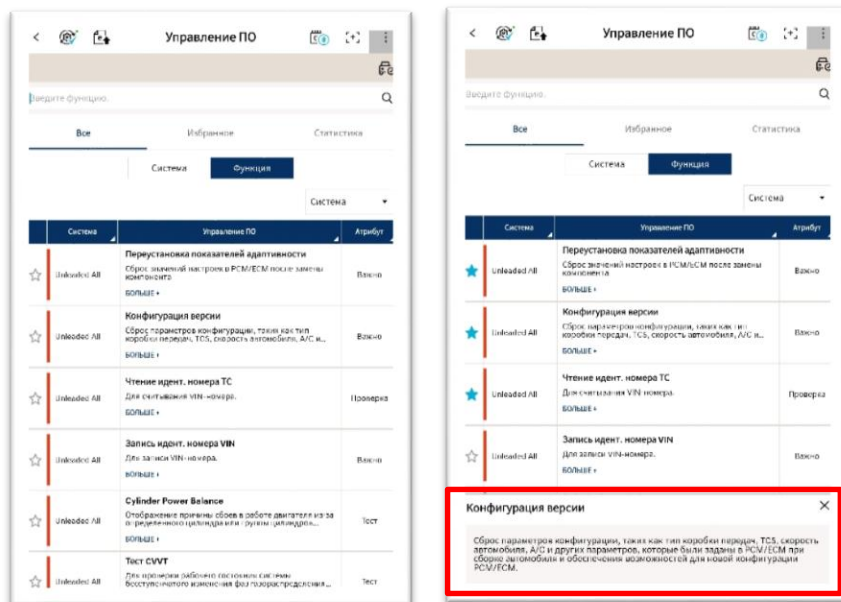 Управление ПО
Введите функцию.
Все Избранное Статистика
Система Функция
Система
Система Управление ПО Атрибут
Переустановка показателей адаптивности
Unleaded All Сброс значений настроек в PCM/ECM после замены компонента Важно
БОЛЬШЕ +
Конфигурация версии
Unleaded All Сброс параметров конфигурации, таких как тип коробки передач, TCS, скорость автомобиля, A/C и... Важно
БОЛЬШЕ +
Чтение идент. номера ТС
Unleaded All Для считывания VIN-номера. Проверка
БОЛЬШЕ +
Запись идент. номера VIN
Unleaded All Для записи VIN-номера. Важно
БОЛЬШЕ +
Cylinder Power Balance
Unleaded All Отображение причины сбоев в работе двигателя из-за определенного цилиндра или группы цилиндров... Тест
БОЛЬШЕ +
Тест CVVT
Unleaded All Для проверки рабочего состояния системы бесступенчатого изменения фаз газораспределения... Тест
Управление ПО
Введите функцию.
Все Избранное Статистика
Система Функция
Система
Система Управление ПО Атрибут
Переустановка показателей адаптивности
Unleaded All Сброс значений настроек в PCM/ECM после замены компонента Важно
БОЛЬШЕ +
Конфигурация версии
Unleaded All Сброс параметров конфигурации, таких как тип коробки передач, TCS, скорость автомобиля, A/C и... Важно
БОЛЬШЕ +
Чтение идент. номера ТС
Unleaded All Для считывания VIN-номера. Проверка
БОЛЬШЕ +
Запись идент. номера VIN
Unleaded All Для записи VIN-номера. Важно
БОЛЬШЕ +
Конфигурация версии
Сброс параметров конфигурации, таких как тип коробки передач, TCS, скорость
автомобиля, A/C и других параметров, которые были заданы в PCM/ECM при
сборке автомобиля и обеспечения возможностей для новой конфигурации
PCM/ECM.